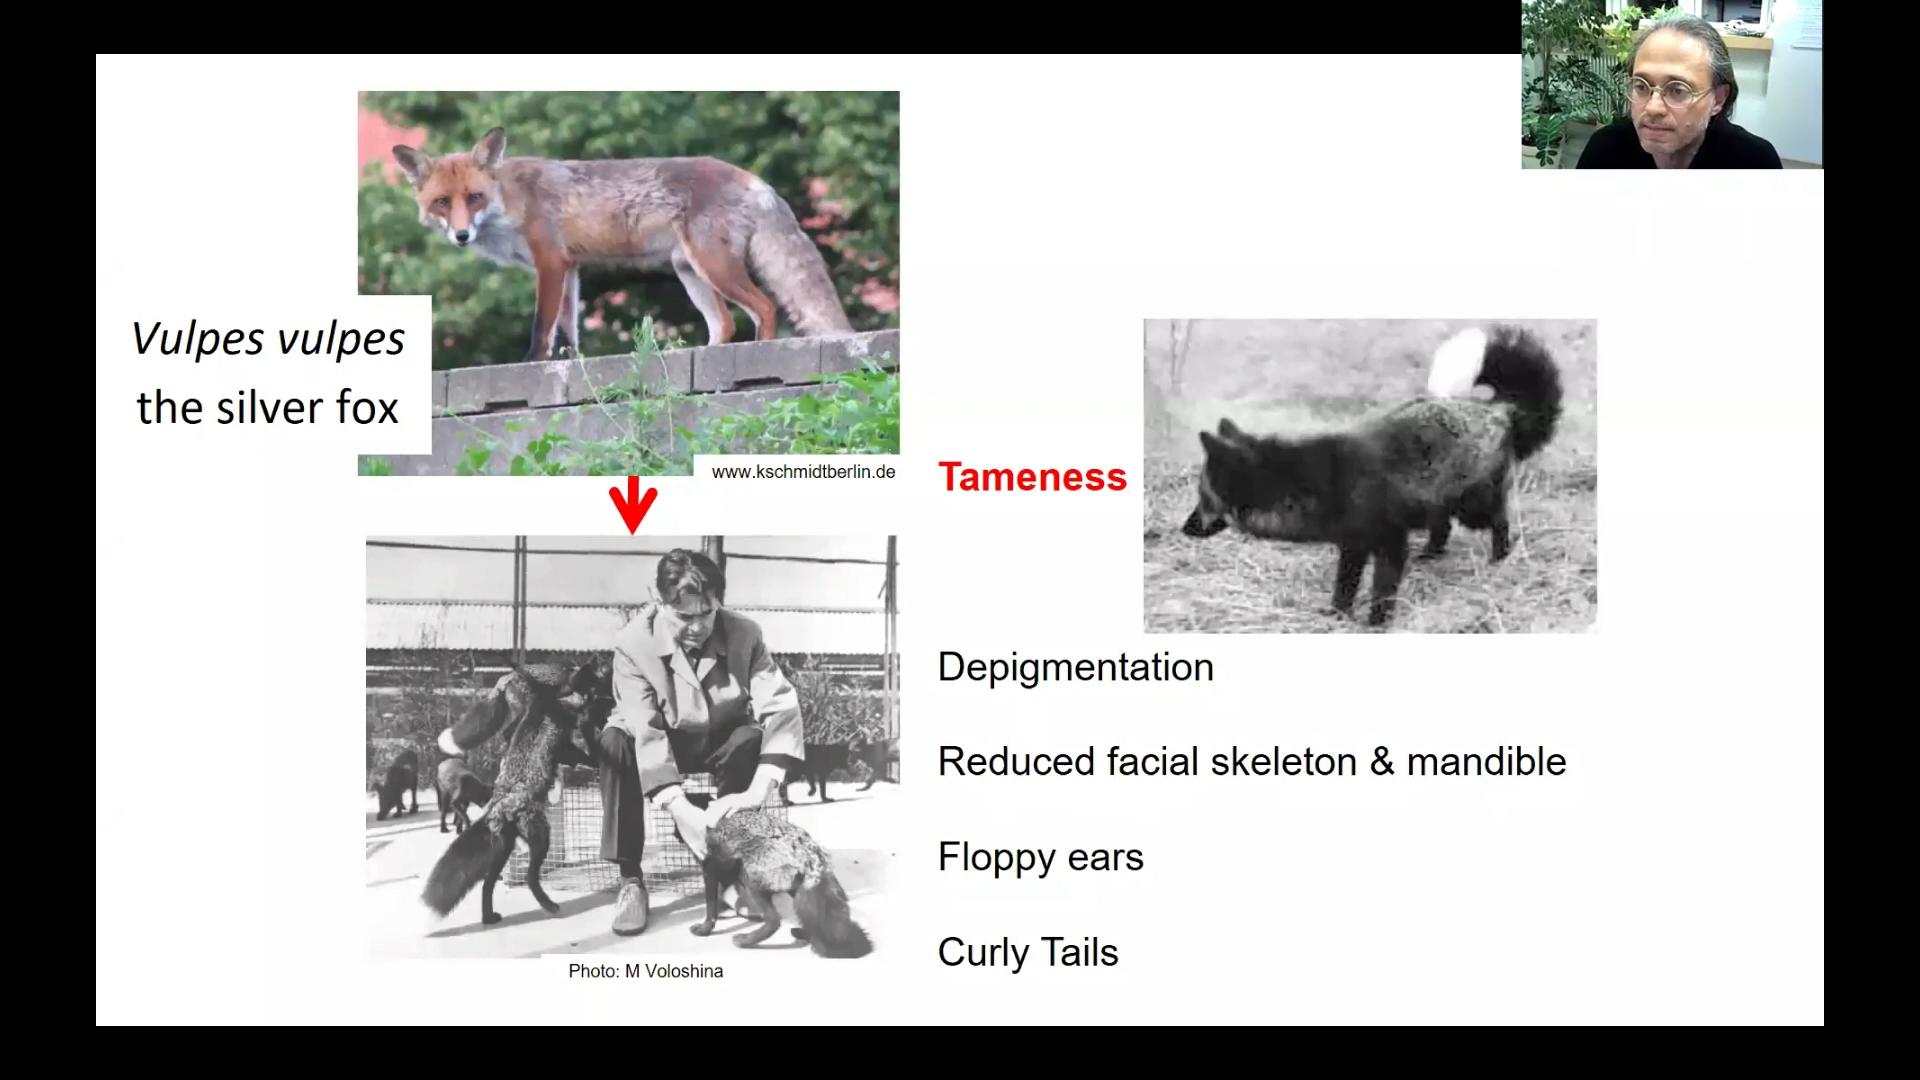 Vulpes vulpes
the silver fox
www.kschmidtberlin.de
Tameness
Depigmentation
Reduced facial skeleton & mandible
Floppy ears
Curly Tails
Photo: M Voloshina